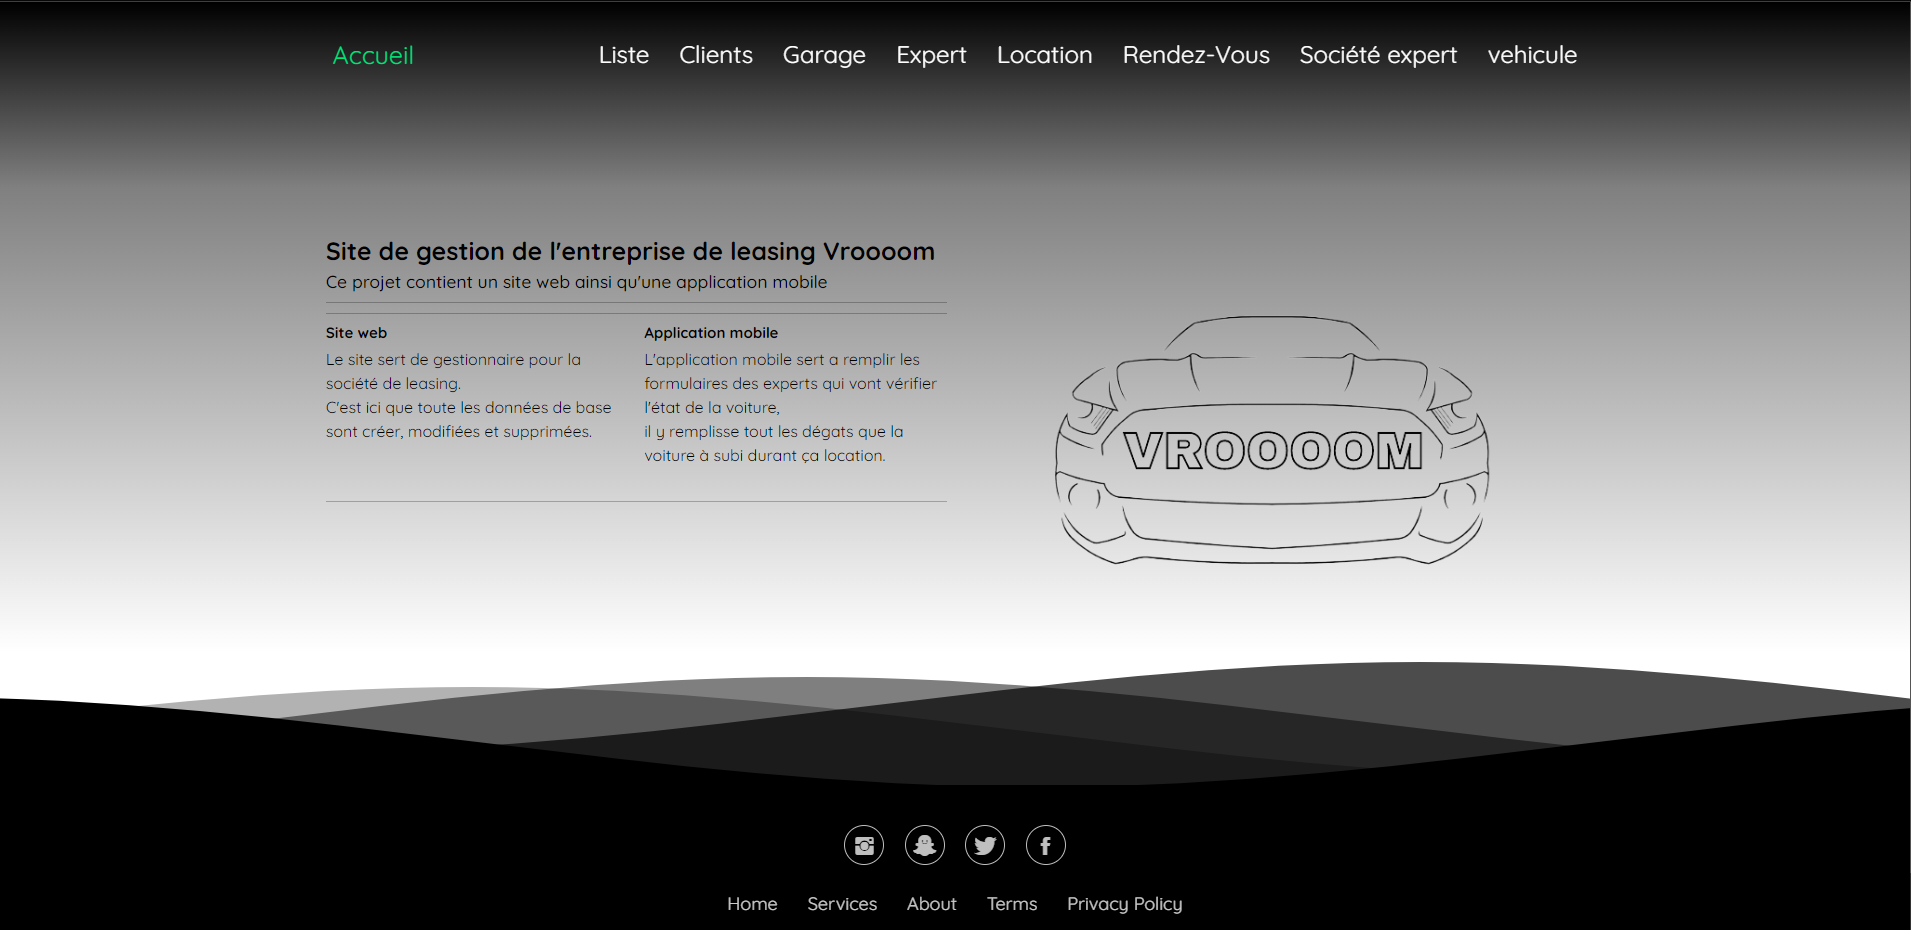 Accueil Liste Clients Garage Expert Location Rendez-Vous Société expert vehicule
Site de gestion de l'entreprise de leasing Vroooom
Ce projet contient un site web ainsi qu'une application mobile
Site web
Le site sert de gestionnaire pour la
société de leasing.
C'est ici que toute les données de base
sont créer, modifiées et supprimées.
Application mobile
L'application mobile sert a remplir les
formulaires des experts qui vont vérifier
l'état de la voiture,
il y remplisse tout les dégats que la
voiture à subi durant ça location.
VROOOOM
Home Services About Terms Privacy Policy